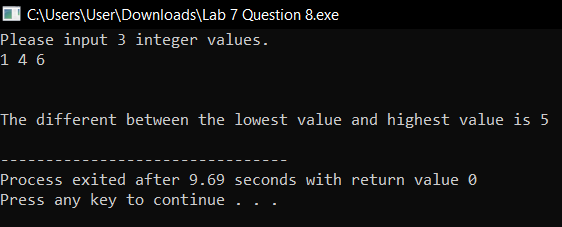 C:\Users\User\Downloads\Lab 7 Question 8.exe
Please input 3 integer values.
1 4 6
The different between the lowest value and highest value is 5
--------------------------------
Process exited after 9.69 seconds with return value 0
Press any key to continue . . .